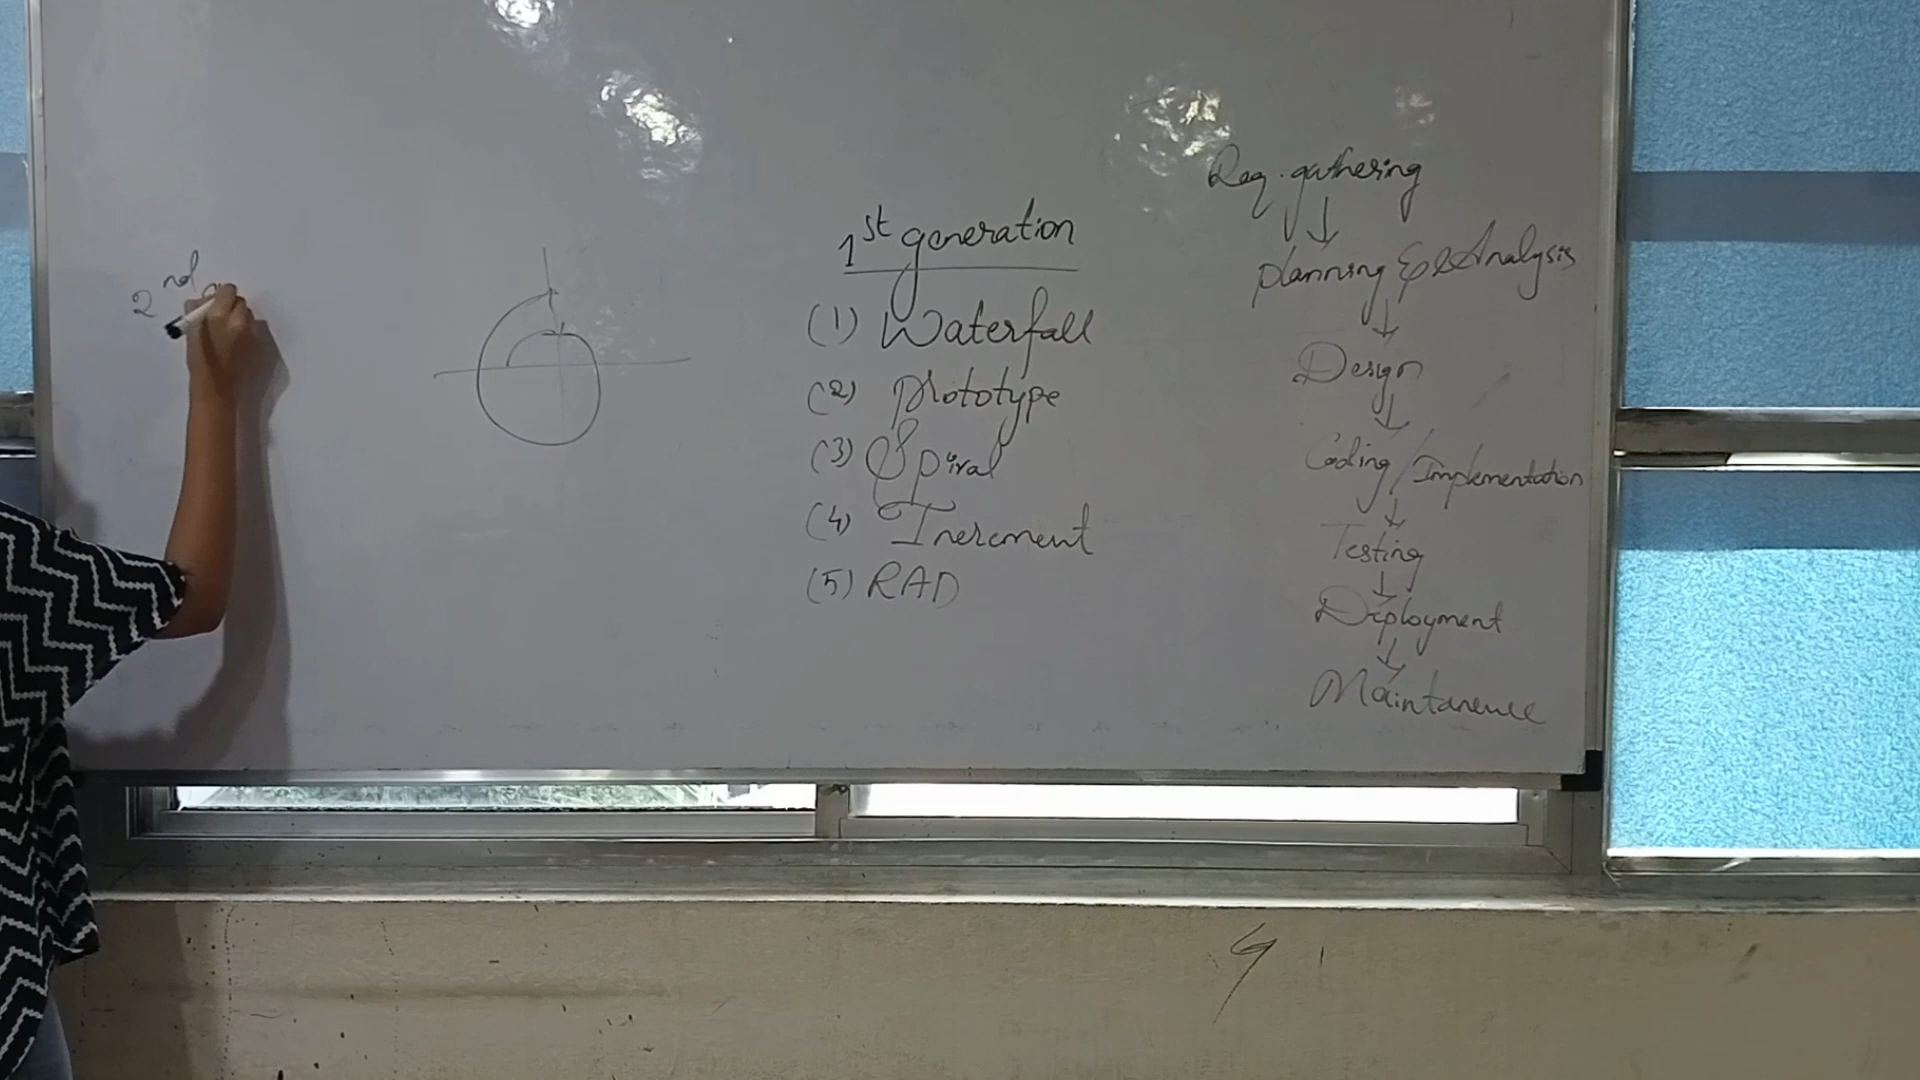 2nd
1st generation
(1) Waterfall
(2) Prototype
(3) Spiral
(4) Increment
(5) RAD
Req. gathering
↓
Planning & Analysis
↓
Design
↓
Coding / Implementation
↓
Testing
↓
Deployment
↓
Maintanence